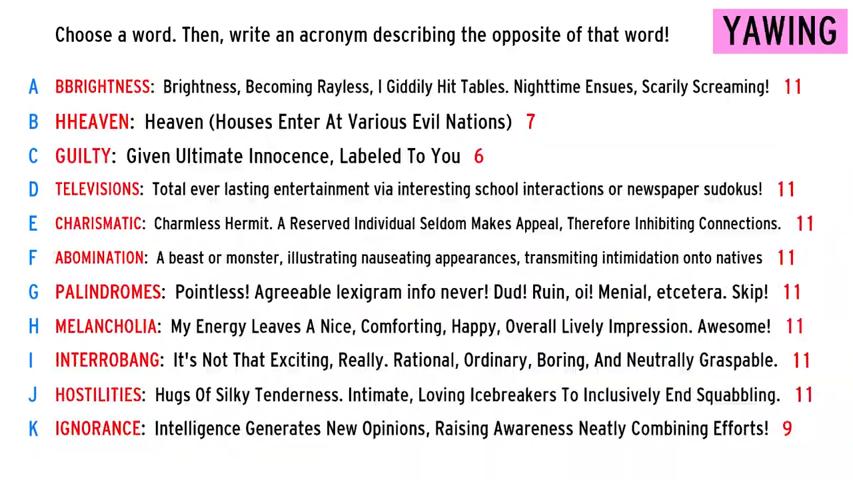 Choose a word. Then, write an acronym describing the opposite of that word!
YAWING
A BBRIGHTNESS: Brightness, Becoming Rayless, I Giddily Hit Tables. Nighttime Ensues, Scarily Screaming! 11
B HHEAVEN: Heaven (Houses Enter At Various Evil Nations) 7
C GUILTY: Given Ultimate Innocence, Labeled To You 6
D TELEVISIONS: Total ever lasting entertainment via interesting school interactions or newspaper sudokus! 11
E CHARISMATIC: Charmless Hermit. A Reserved Individual Seldom Makes Appeal, Therefore Inhibiting Connections. 11
F ABOMINATION: A beast or monster, illustrating nauseating appearances, transmiting intimidation onto natives 11
G PALINDROMES: Pointless! Agreeable lexigram info never! Dud! Ruin, oi! Menial, etcetera. Skip! 11
H MELANCHOLIA: My Energy Leaves A Nice, Comforting, Happy, Overall Lively Impression. Awesome! 11
I INTERROBANG: It's Not That Exciting, Really. Rational, Ordinary, Boring, And Neutrally Graspable. 11
J HOSTILITIES: Hugs Of Silky Tenderness. Intimate, Loving Icebreakers To Inclusively End Squabbling. 11
K IGNORANCE: Intelligence Generates New Opinions, Raising Awareness Neatly Combining Efforts! 9